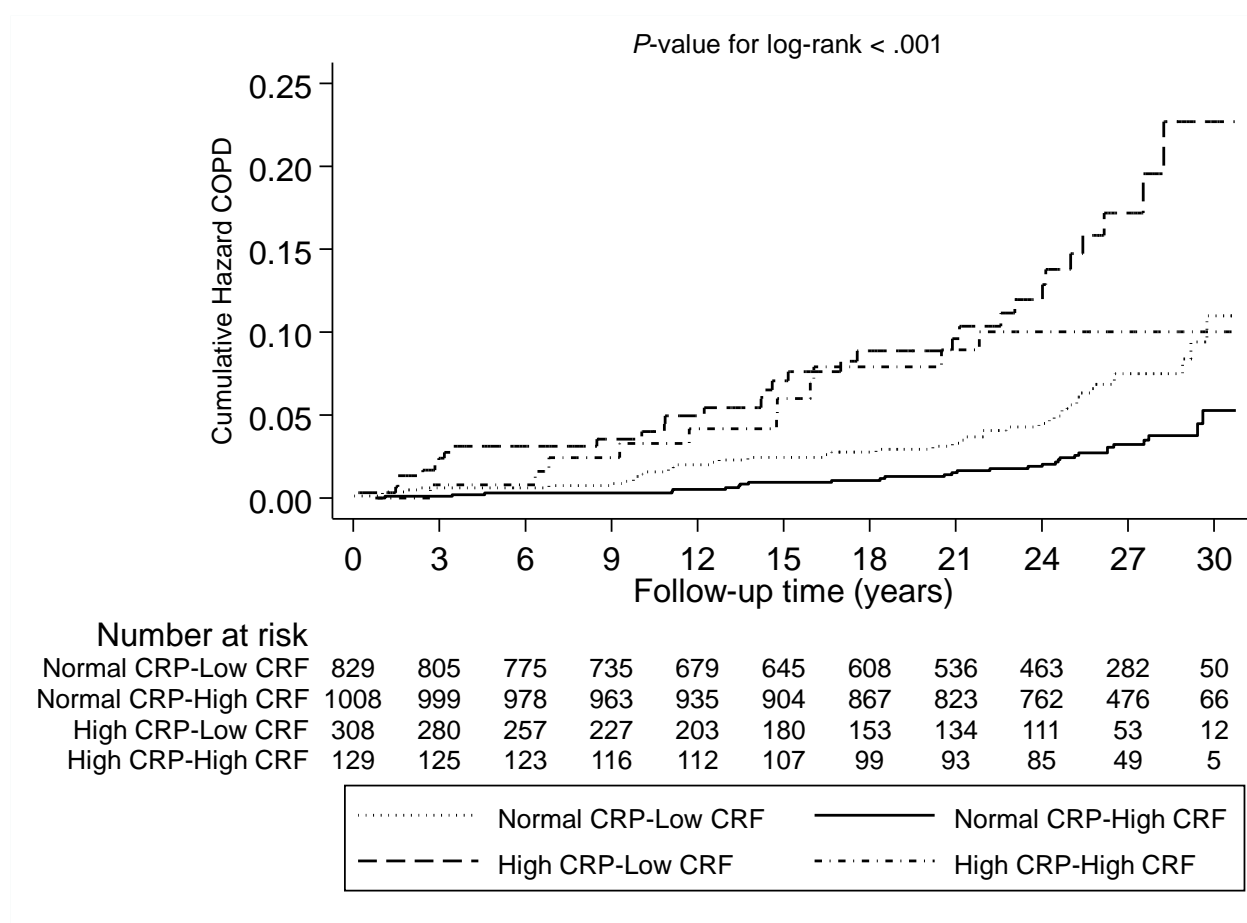 P-value for log-rank < .001
Cumulative Hazard COPD
0.25
0.20
0.15
0.10
0.05
0.00
0 3 6 9 12 15 18 21 24 27 30
Follow-up time (years)
Number at risk
Normal CRP-Low CRF 829 805 775 735 679 645 608 536 463 282 50
Normal CRP-High CRF 1008 999 978 963 935 904 867 823 762 476 66
High CRP-Low CRF 308 280 257 227 203 180 153 134 111 53 12
High CRP-High CRF 129 125 123 116 112 107 99 93 85 49 5
Normal CRP-Low CRF Normal CRP-High CRF
High CRP-Low CRF High CRP-High CRF